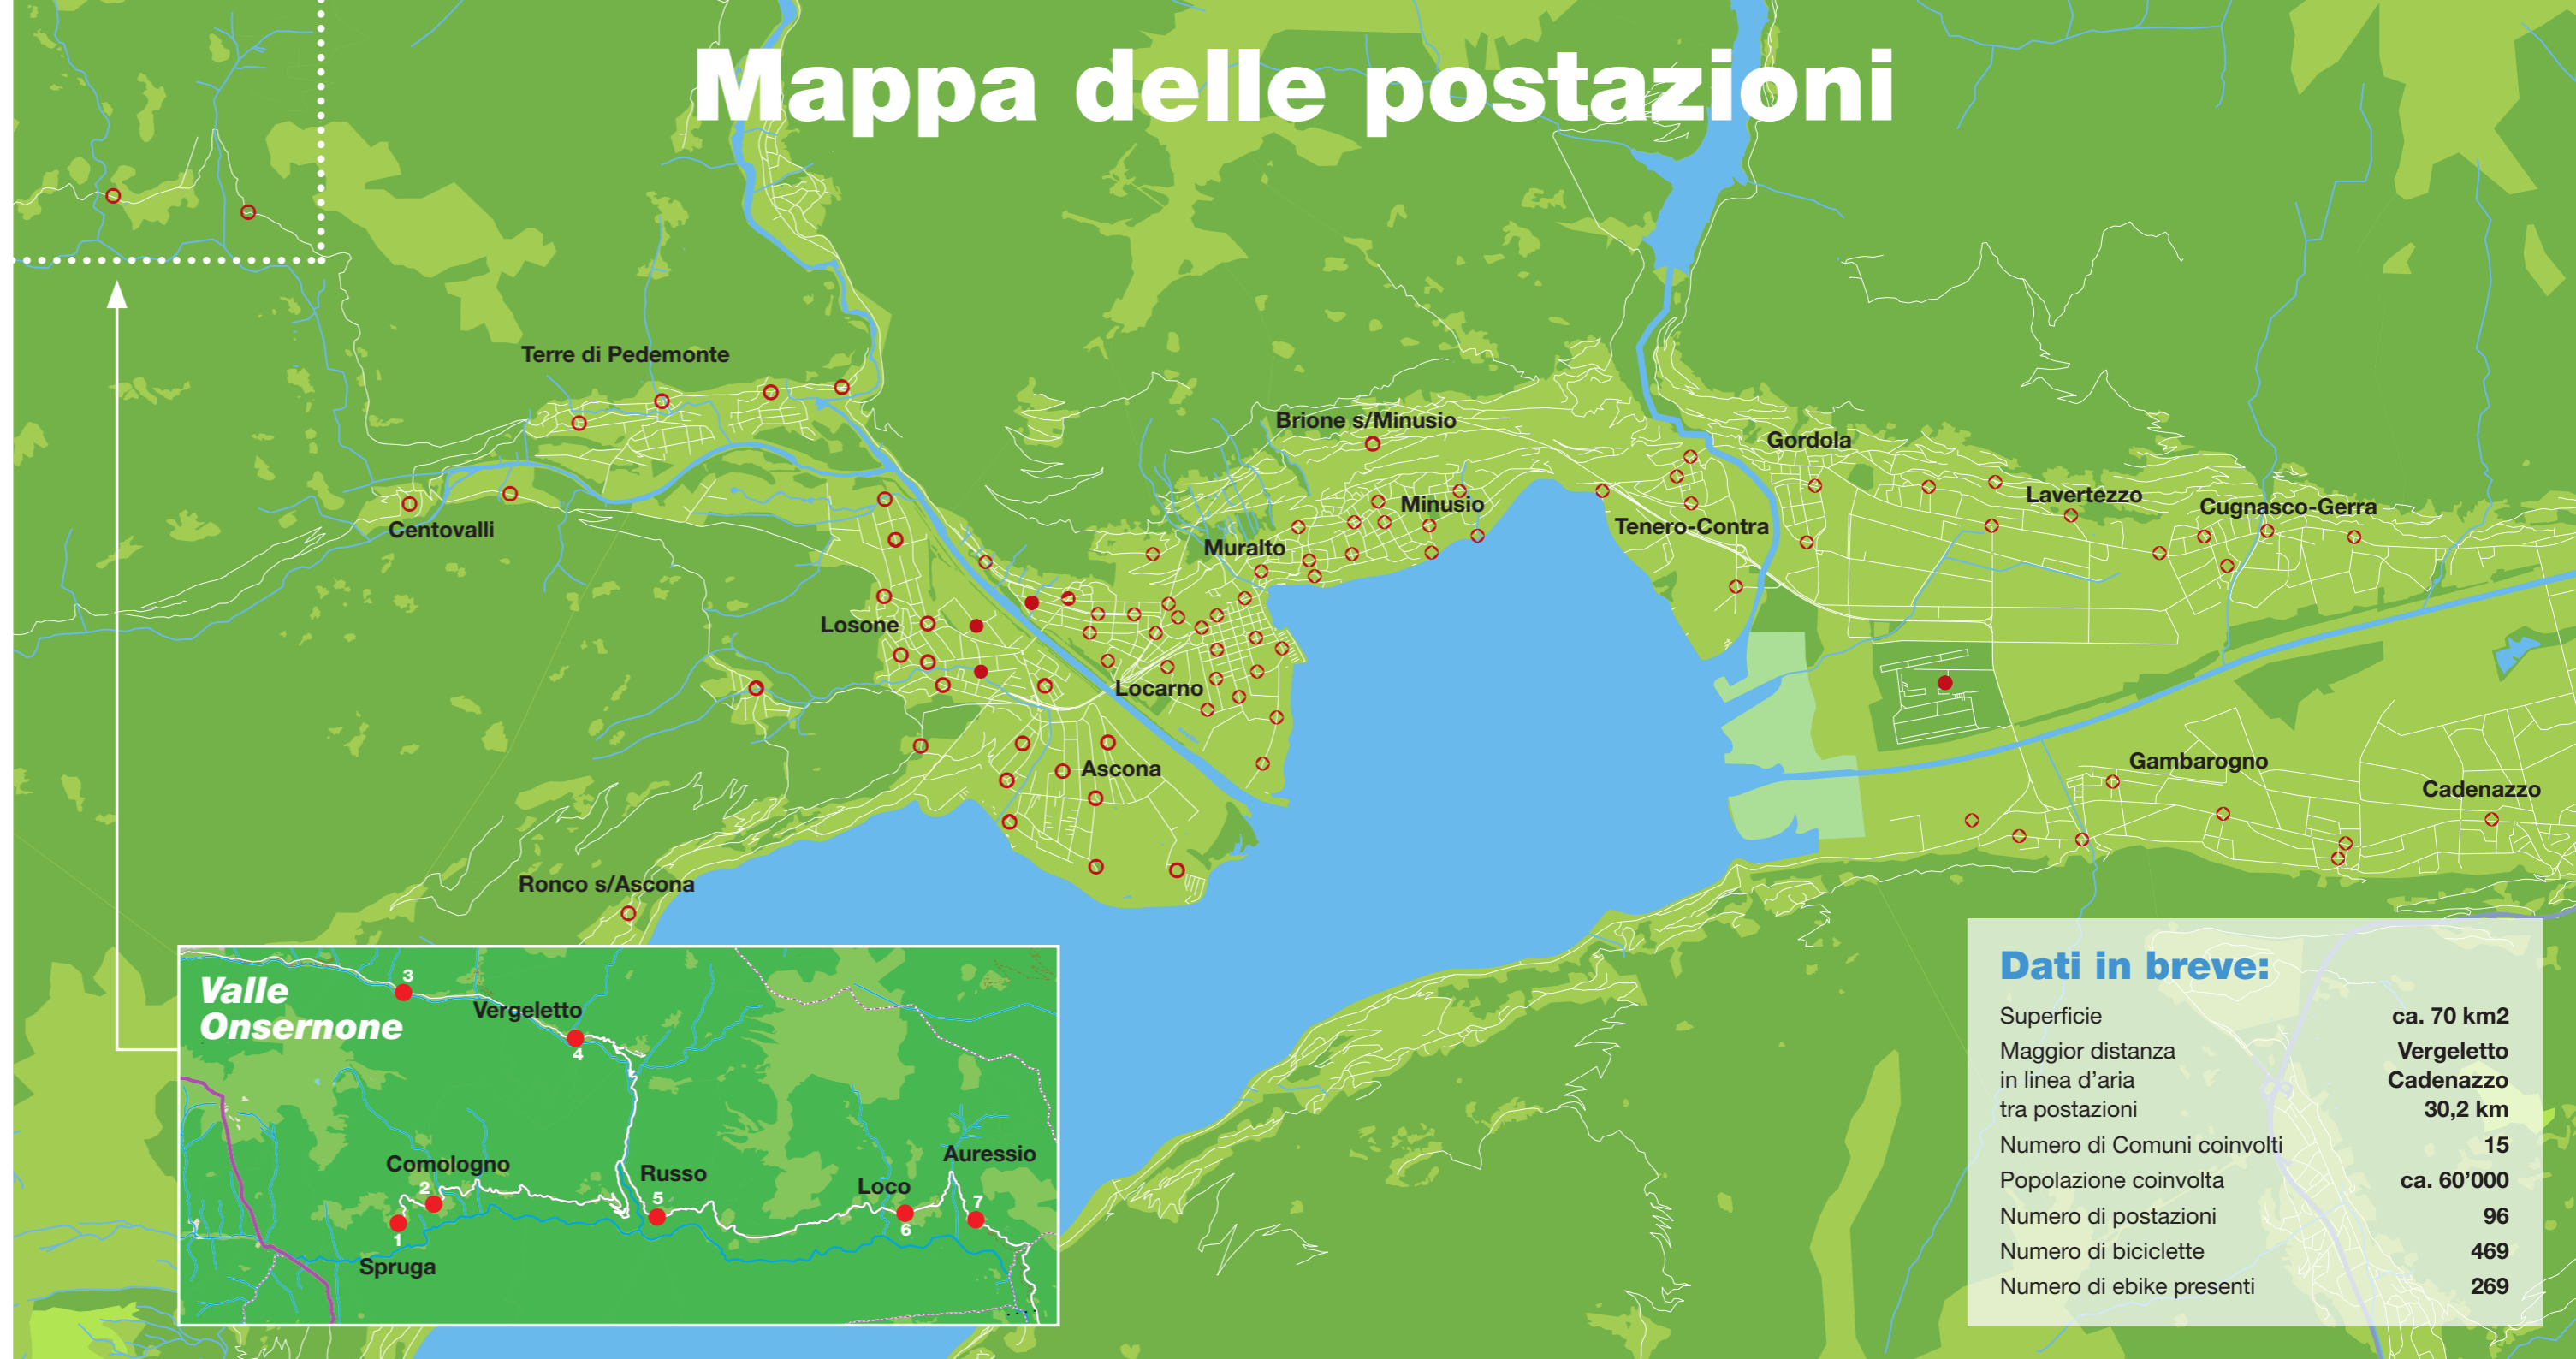 Mappa delle postazioni
Terre di Pedemonte
Brione s/Minusio
Gordola
Centovalli
Minusio
Lavertezzo
Cugnasco-Gerra
Tenero-Contra
Muralto
Losone
Locarno
Ascona
Gambarogno
Cadenazzo
Ronco s/Ascona
Valle
Onsernone
3
Vergeletto
4
Comologno
2
1
Spruga
Russo
5
Loco
6
Auressio
7
Dati in breve:
Superficie ca. 70 km2
Maggior distanza Vergeletto
in linea d’aria Cadenazzo
tra postazioni 30,2 km
Numero di Comuni coinvolti 15
Popolazione coinvolta ca. 60’000
Numero di postazioni 96
Numero di biciclette 469
Numero di ebike presenti 269